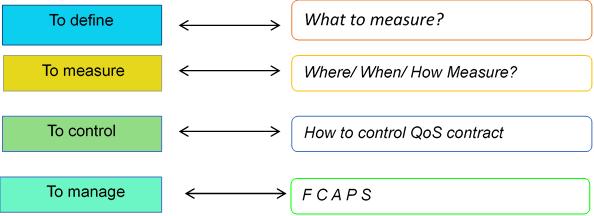 To define
What to measure?
To measure
Where/ When/ How Measure?
To control
How to control QoS contract
To manage
F C A P S